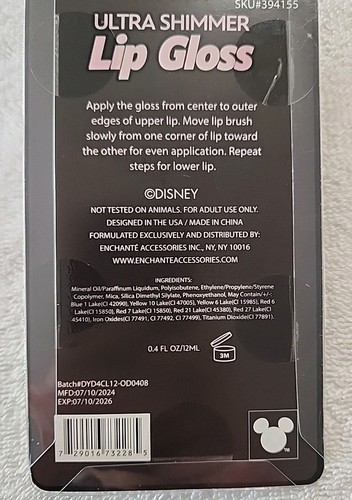 SKU#394155
ULTRA SHIMMER
Lip Gloss
Apply the gloss from center to outer
edges of upper lip. Move lip brush
slowly from one corner of lip toward
the other for even application. Repeat
steps for lower lip.
©DISNEY
NOT TESTED ON ANIMALS. FOR ADULT USE ONLY.
DESIGNED IN THE USA / MADE IN CHINA
FORMULATED EXCLUSIVELY AND DISTRIBUTED BY:
ENCHANTÉ ACCESSORIES INC., NY, NY 10016
WWW.ENCHANTEACCESSORIES.COM
INGREDIENTS:
Mineral Oil/Paraffinum Liquidum, Polyisobutene, Ethylene/Propylene/Styrene
Copolymer, Mica, Silica Dimethyl Silylate, Phenoxyethanol, May Contain/+/-:
Blue 1 Lake(CI 42090), Yellow 10 Lake(CI 47005), Yellow 6 Lake(CI 15985), Red 6
Lake(CI 15850), Red 7 Lake(CI 15850), Red 21 Lake(CI 45380), Red 27 Lake(CI
45410), Iron Oxides(CI 77491, CI 77492, CI 77499), Titanium Dioxide(CI 77891).
0.4 FL OZ/12ML
3M
Batch#DYD4CL12-OD0408
MFD:07/10/2024
EXP:07/10/2026
7 29016 73228 5
TM